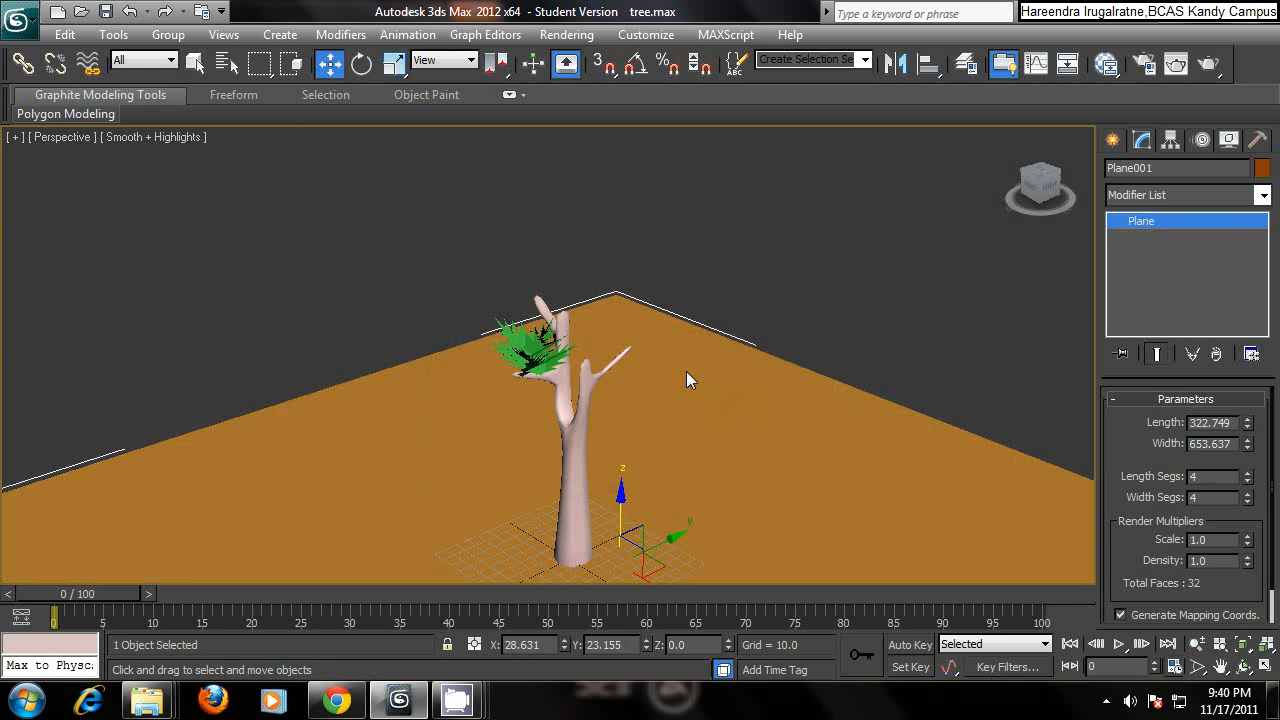 Autodesk 3ds Max 2012 x64 - Student Version tree.max
Type a keyword or phrase
Hareendra Irugalratne,BCAS Kandy Campus
Edit Tools Group Views Create Modifiers Animation Graph Editors Rendering Customize MAXScript Help
All View 3 Create Selection Se
Graphite Modeling Tools Freeform Selection Object Paint
Polygon Modeling
[ + ] [ Perspective ] [ Smooth + Highlights ]
Plane001
Modifier List
Plane
z
y
- Parameters
Length: 322.749
Width: 653.637
Length Segs: 4
Width Segs: 4
Render Multipliers
Scale: 1.0
Density: 1.0
Total Faces : 32
Generate Mapping Coords.
< 0 / 100 >
0 5 10 15 20 25 30 35 40 45 50 55 60 65 70 75 80 85 90 95 100
1 Object Selected X: 28.631 Y: 23.155 Z: 0.0 Grid = 10.0 Auto Key Selected
Max to Physc
Click and drag to select and move objects Add Time Tag Set Key Key Filters... 0
9:40 PM
11/17/2011